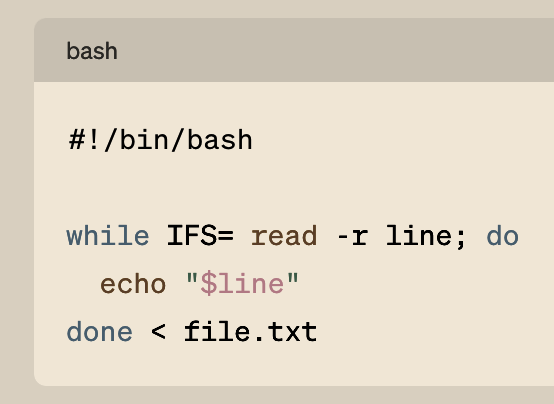 bash
#!/bin/bash
while IFS= read -r line; do
  echo "$line"
done < file.txt